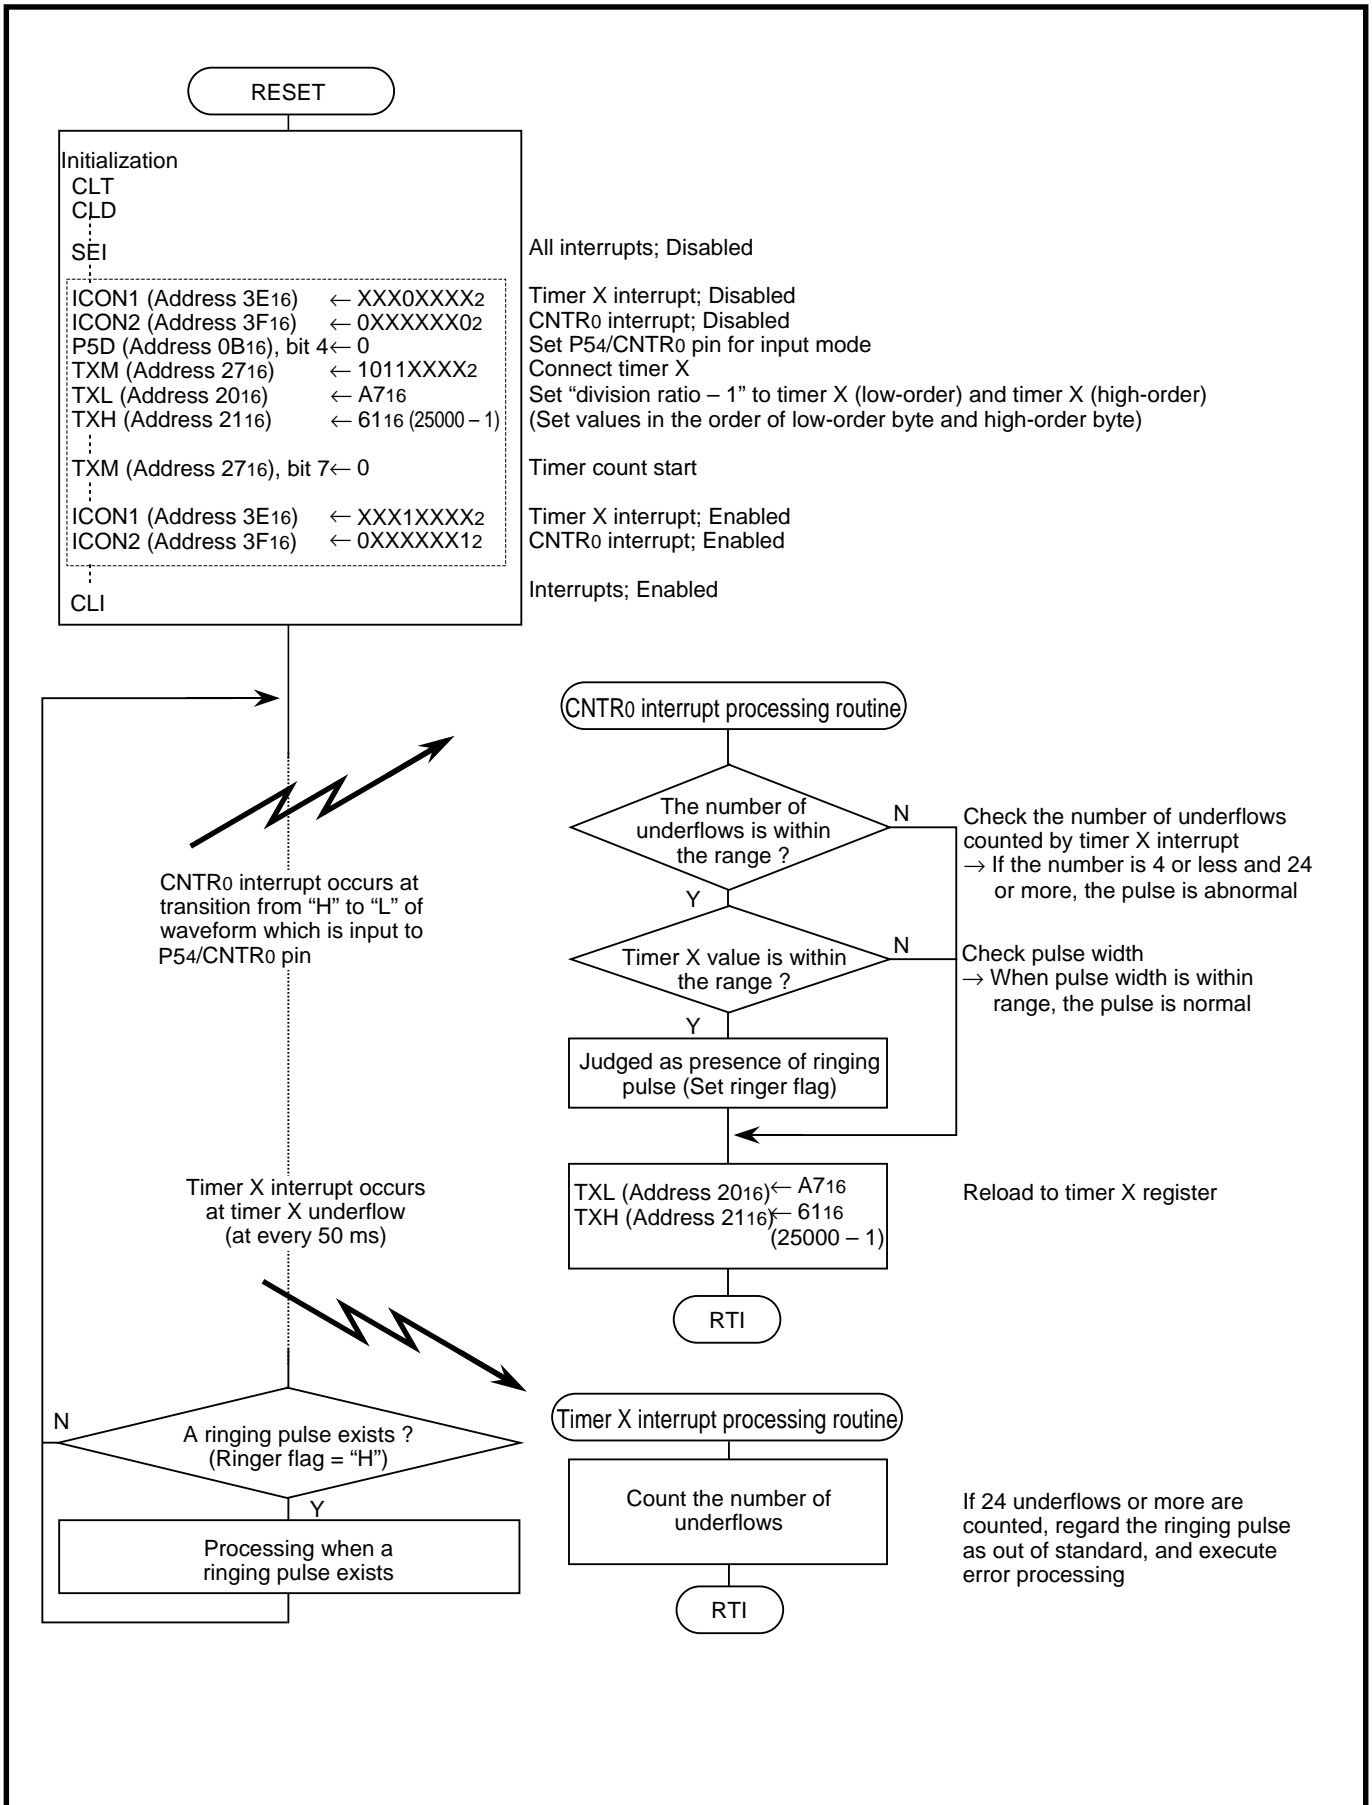 RESET
Initialization
CLT
CLD
SEI
All interrupts; Disabled
ICON1 (Address 3E16) ← XXX0XXXX2 Timer X interrupt; Disabled
ICON2 (Address 3F16) ← 0XXXXXX02 CNTR0 interrupt; Disabled
P5D (Address 0B16), bit 4← 0 Set P54/CNTR0 pin for input mode
TXM (Address 2716) ← 1011XXXX2 Connect timer X
TXL (Address 2016) ← A716 Set “division ratio – 1” to timer X (low-order) and timer X (high-order)
TXH (Address 2116) ← 6116 (25000 – 1) (Set values in the order of low-order byte and high-order byte)
TXM (Address 2716), bit 7← 0 Timer count start
ICON1 (Address 3E16) ← XXX1XXXX2 Timer X interrupt; Enabled
ICON2 (Address 3F16) ← 0XXXXXX12 CNTR0 interrupt; Enabled
Interrupts; Enabled
CLI
CNTR0 interrupt occurs at
transition from “H” to “L” of
waveform which is input to
P54/CNTR0 pin
Timer X interrupt occurs
at timer X underflow
(at every 50 ms)
A ringing pulse exists ?
(Ringer flag = “H”)
N
Y
Processing when a
ringing pulse exists
CNTR0 interrupt processing routine
The number of
underflows is within
the range ?
N
Y
Check the number of underflows
counted by timer X interrupt
→ If the number is 4 or less and 24
or more, the pulse is abnormal
Timer X value is within
the range ?
N
Y
Check pulse width
→ When pulse width is within
range, the pulse is normal
Judged as presence of ringing
pulse (Set ringer flag)
TXL (Address 2016)← A716
TXH (Address 2116)← 6116
(25000 – 1)
Reload to timer X register
RTI
Timer X interrupt processing routine
Count the number of
underflows
If 24 underflows or more are
counted, regard the ringing pulse
as out of standard, and execute
error processing
RTI